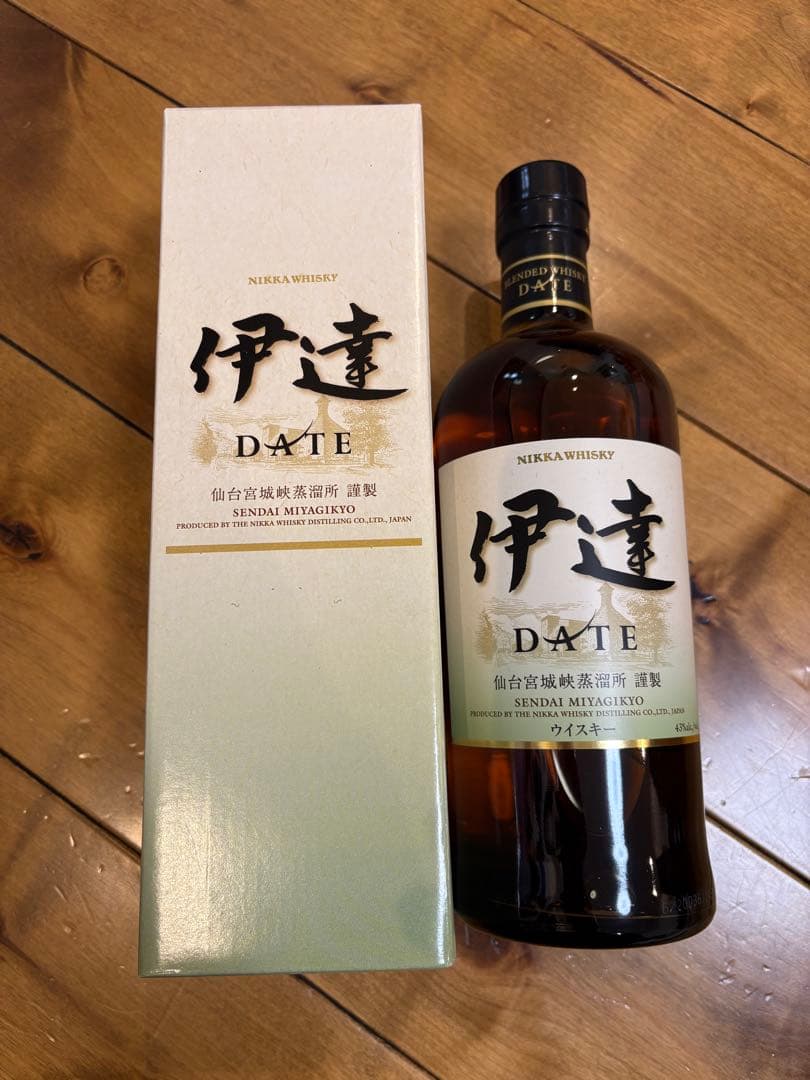 NIKKA WHISKY
伊達
DATE
仙台宮城峡蒸溜所 謹製
SENDAI MIYAGIKYO
PRODUCED BY THE NIKKA WHISKY DISTILLING CO.,LTD., JAPAN
BLENDED WHISKY
DATE
NIKKA WHISKY
伊達
DATE
仙台宮城峡蒸溜所 謹製
SENDAI MIYAGIKYO
PRODUCED BY THE NIKKA WHISKY DISTILLING CO.,LTD., JAPAN
ウイスキー
43%alc.